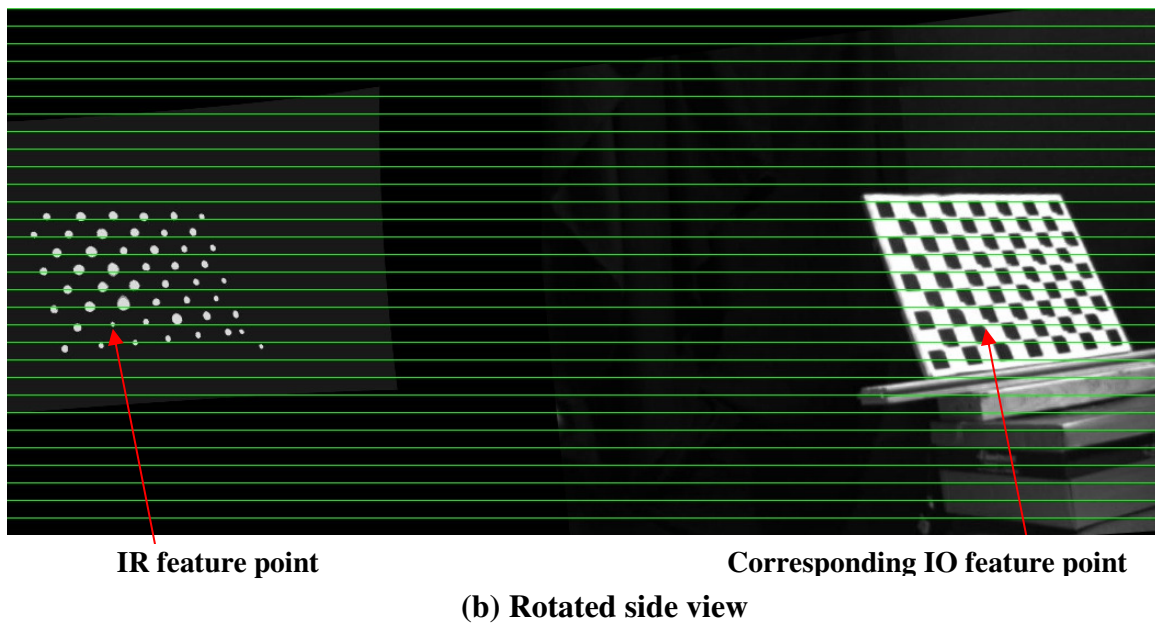 IR feature point
Corresponding IO feature point
(b) Rotated side view